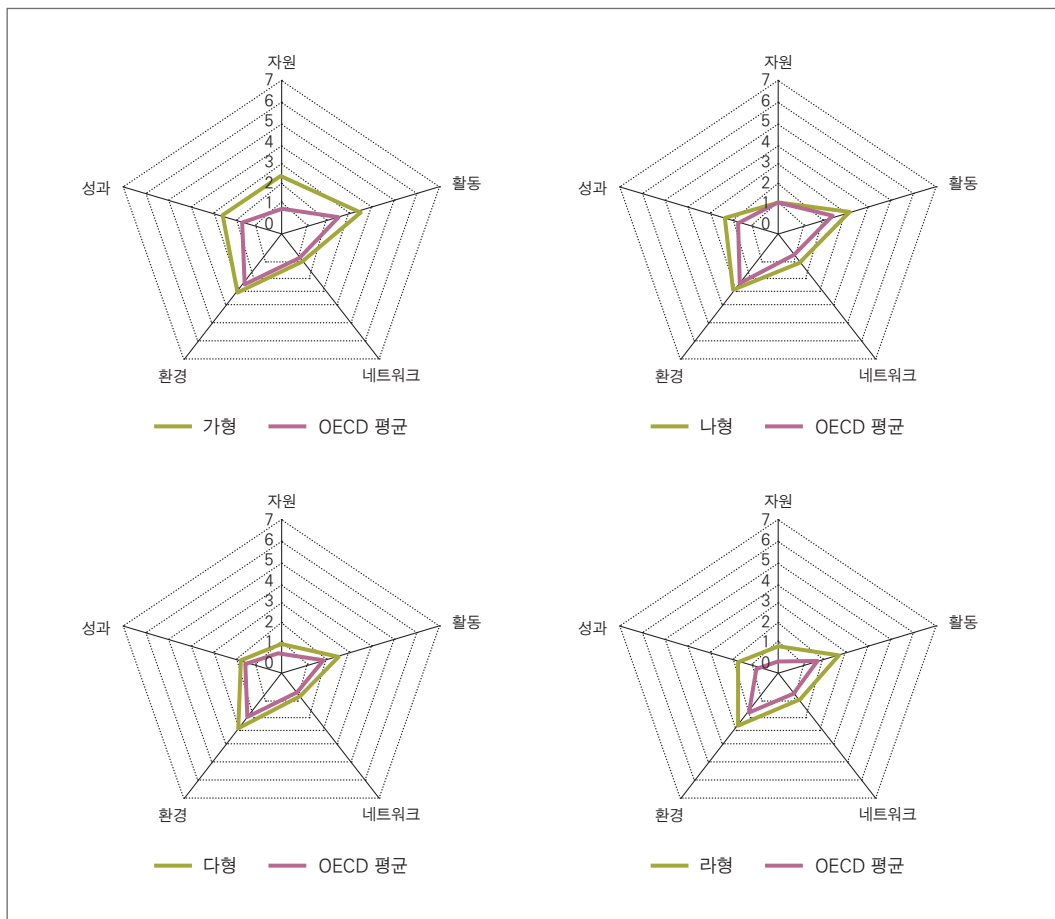 자원
7
6
5
4
3
2
1
0
성과
활동
환경
네트워크
가형 OECD 평균
자원
7
6
5
4
3
2
1
0
성과
활동
환경
네트워크
나형 OECD 평균
자원
7
6
5
4
3
2
1
0
성과
활동
환경
네트워크
다형 OECD 평균
자원
7
6
5
4
3
2
1
0
성과
활동
환경
네트워크
라형 OECD 평균